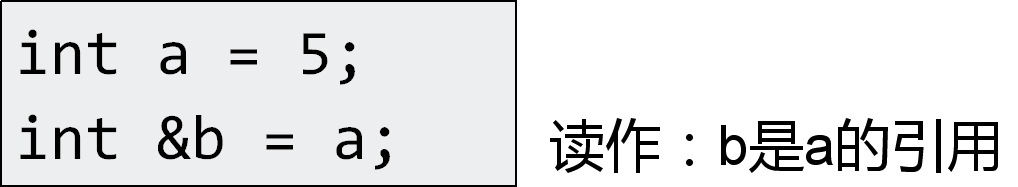 int a = 5;
int &b = a;
读作：b是a的引用